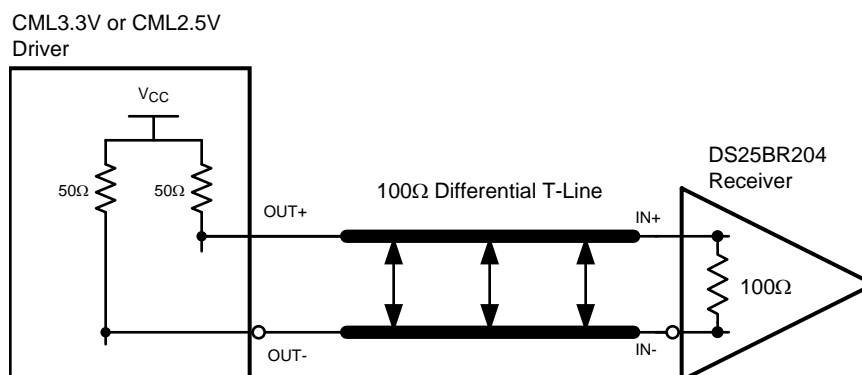 CML3.3V or CML2.5V
Driver
VCC
50Ω
50Ω
OUT+
100Ω Differential T-Line
IN+
DS25BR204
Receiver
100Ω
OUT-
IN-